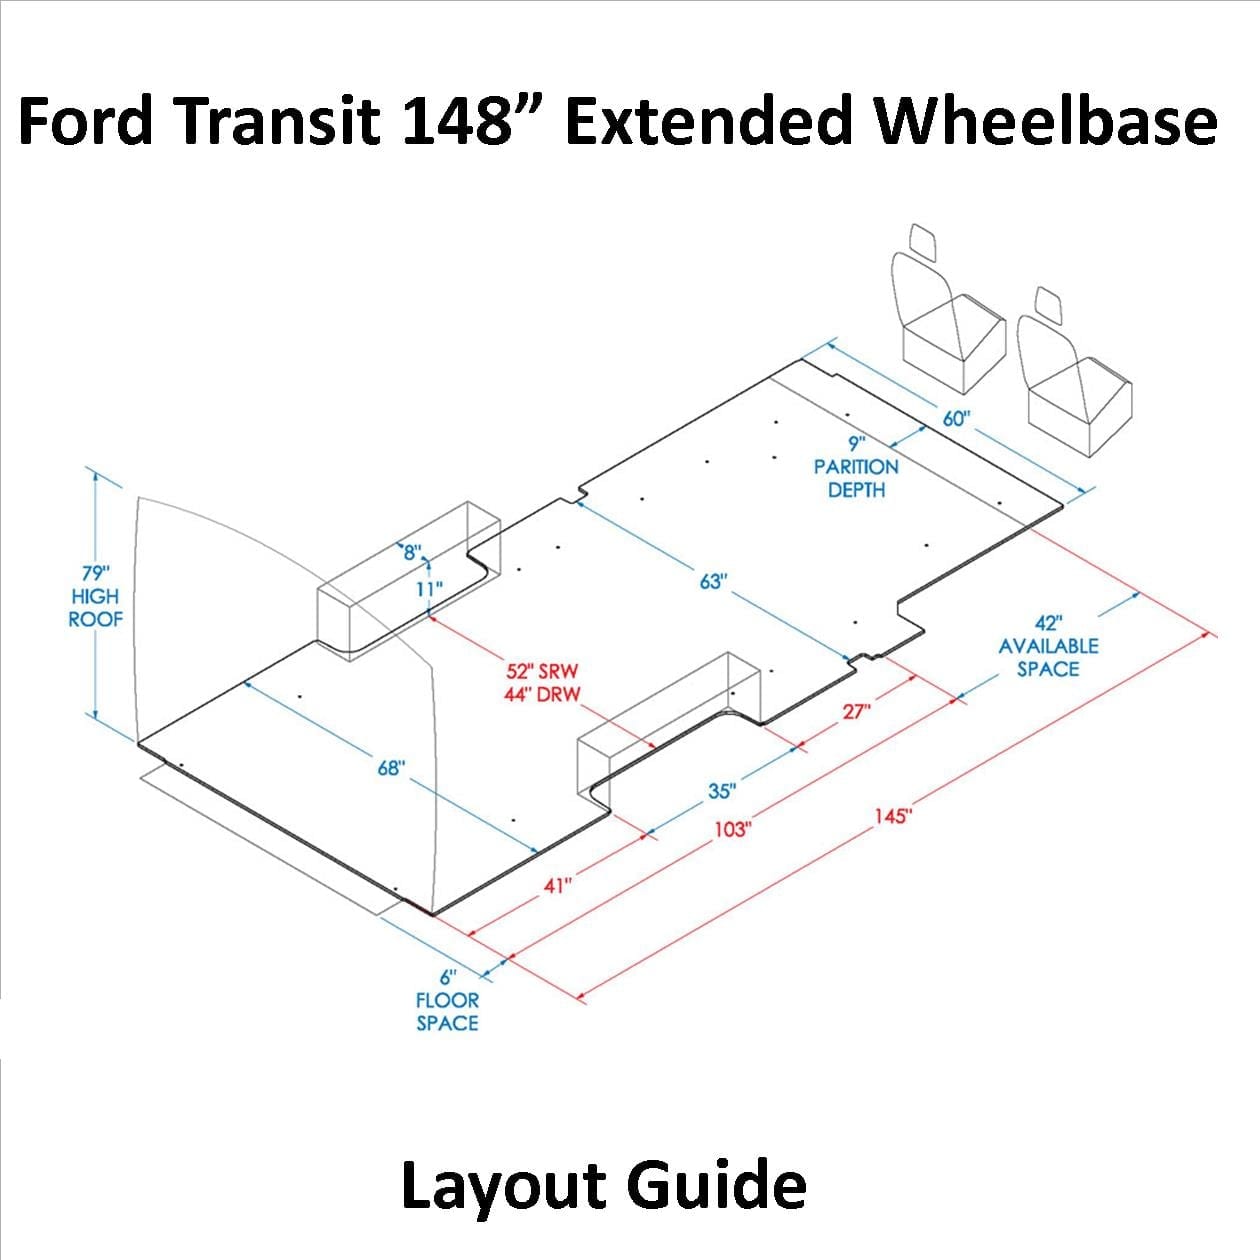 Ford Transit 148” Extended Wheelbase
60"
9"
PARITION
DEPTH
8"
11"
79"
HIGH
ROOF
63"
42"
AVAILABLE
SPACE
52" SRW
44" DRW
27"
68"
35"
103"
145"
41"
6"
FLOOR
SPACE
Layout Guide